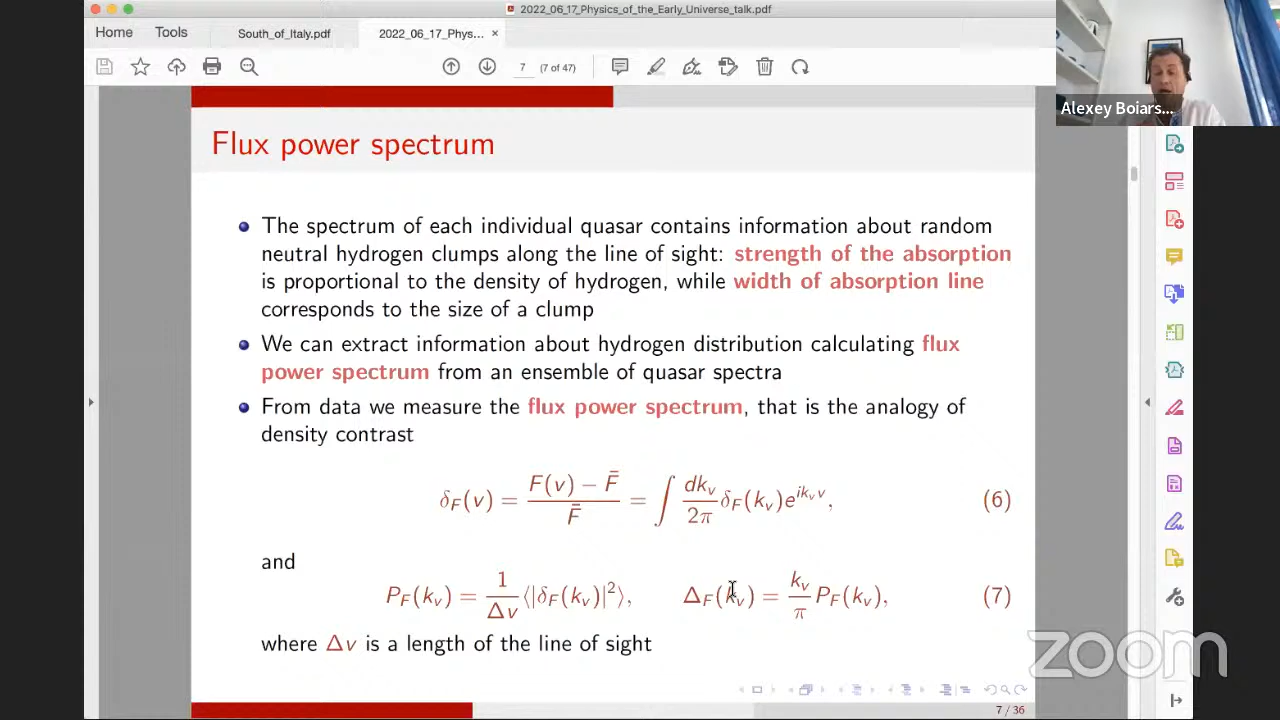 2022_06_17_Physics_of_the_Early_Universe_talk.pdf
Home Tools South_of_Italy.pdf 2022_06_17_Phys... ×
7 (7 of 47)
Alexey Boiars...
Flux power spectrum
The spectrum of each individual quasar contains information about random
neutral hydrogen clumps along the line of sight: strength of the absorption
is proportional to the density of hydrogen, while width of absorption line
corresponds to the size of a clump
We can extract information about hydrogen distribution calculating flux
power spectrum from an ensemble of quasar spectra
From data we measure the flux power spectrum, that is the analogy of
density contrast
δ_F(v) = (F(v) − F̄)/F̄ = ∫ dk_v/2π δ_F(k_v)e^{ik_v v}, (6)
and
P_F(k_v) = 1/Δv ⟨|δ_F(k_v)|²⟩, Δ_F(k_v) = k_v/π P_F(k_v), (7)
where Δv is a length of the line of sight
zoom
7 / 36